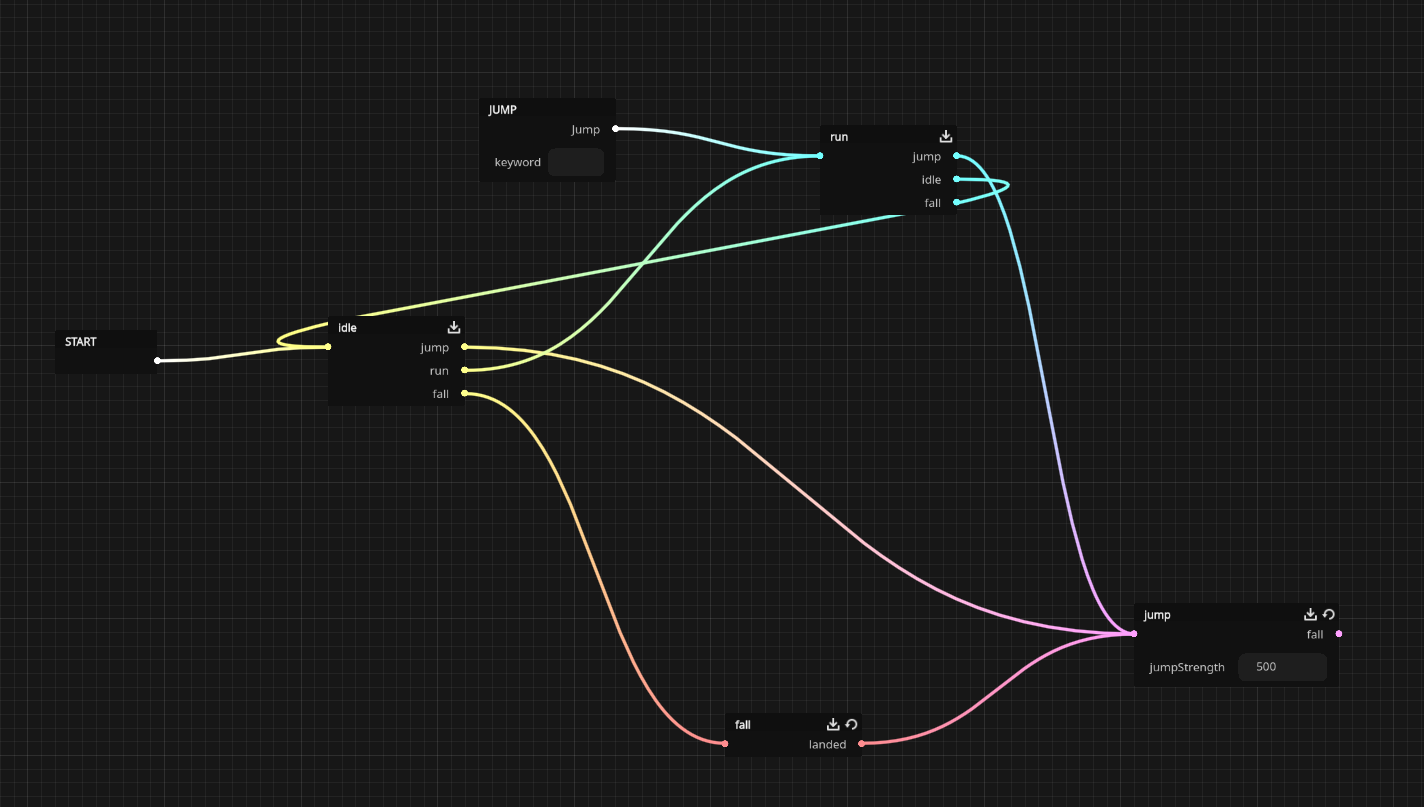 JUMP
Jump
keyword
run
jump
idle
fall
START
idle
jump
run
fall
jump
fall
jumpStrength 500
fall
landed